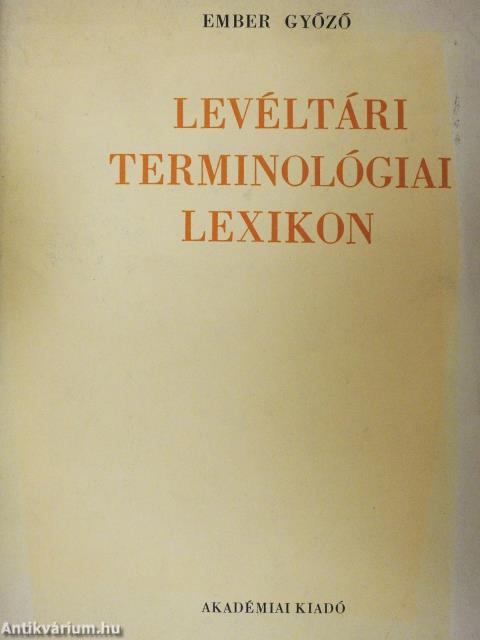 EMBER GYŐZŐ
LEVÉLTÁRI
TERMINOLÓGIAI
LEXIKON
AKADÉMIAI KIADÓ
Antikvárium.hu